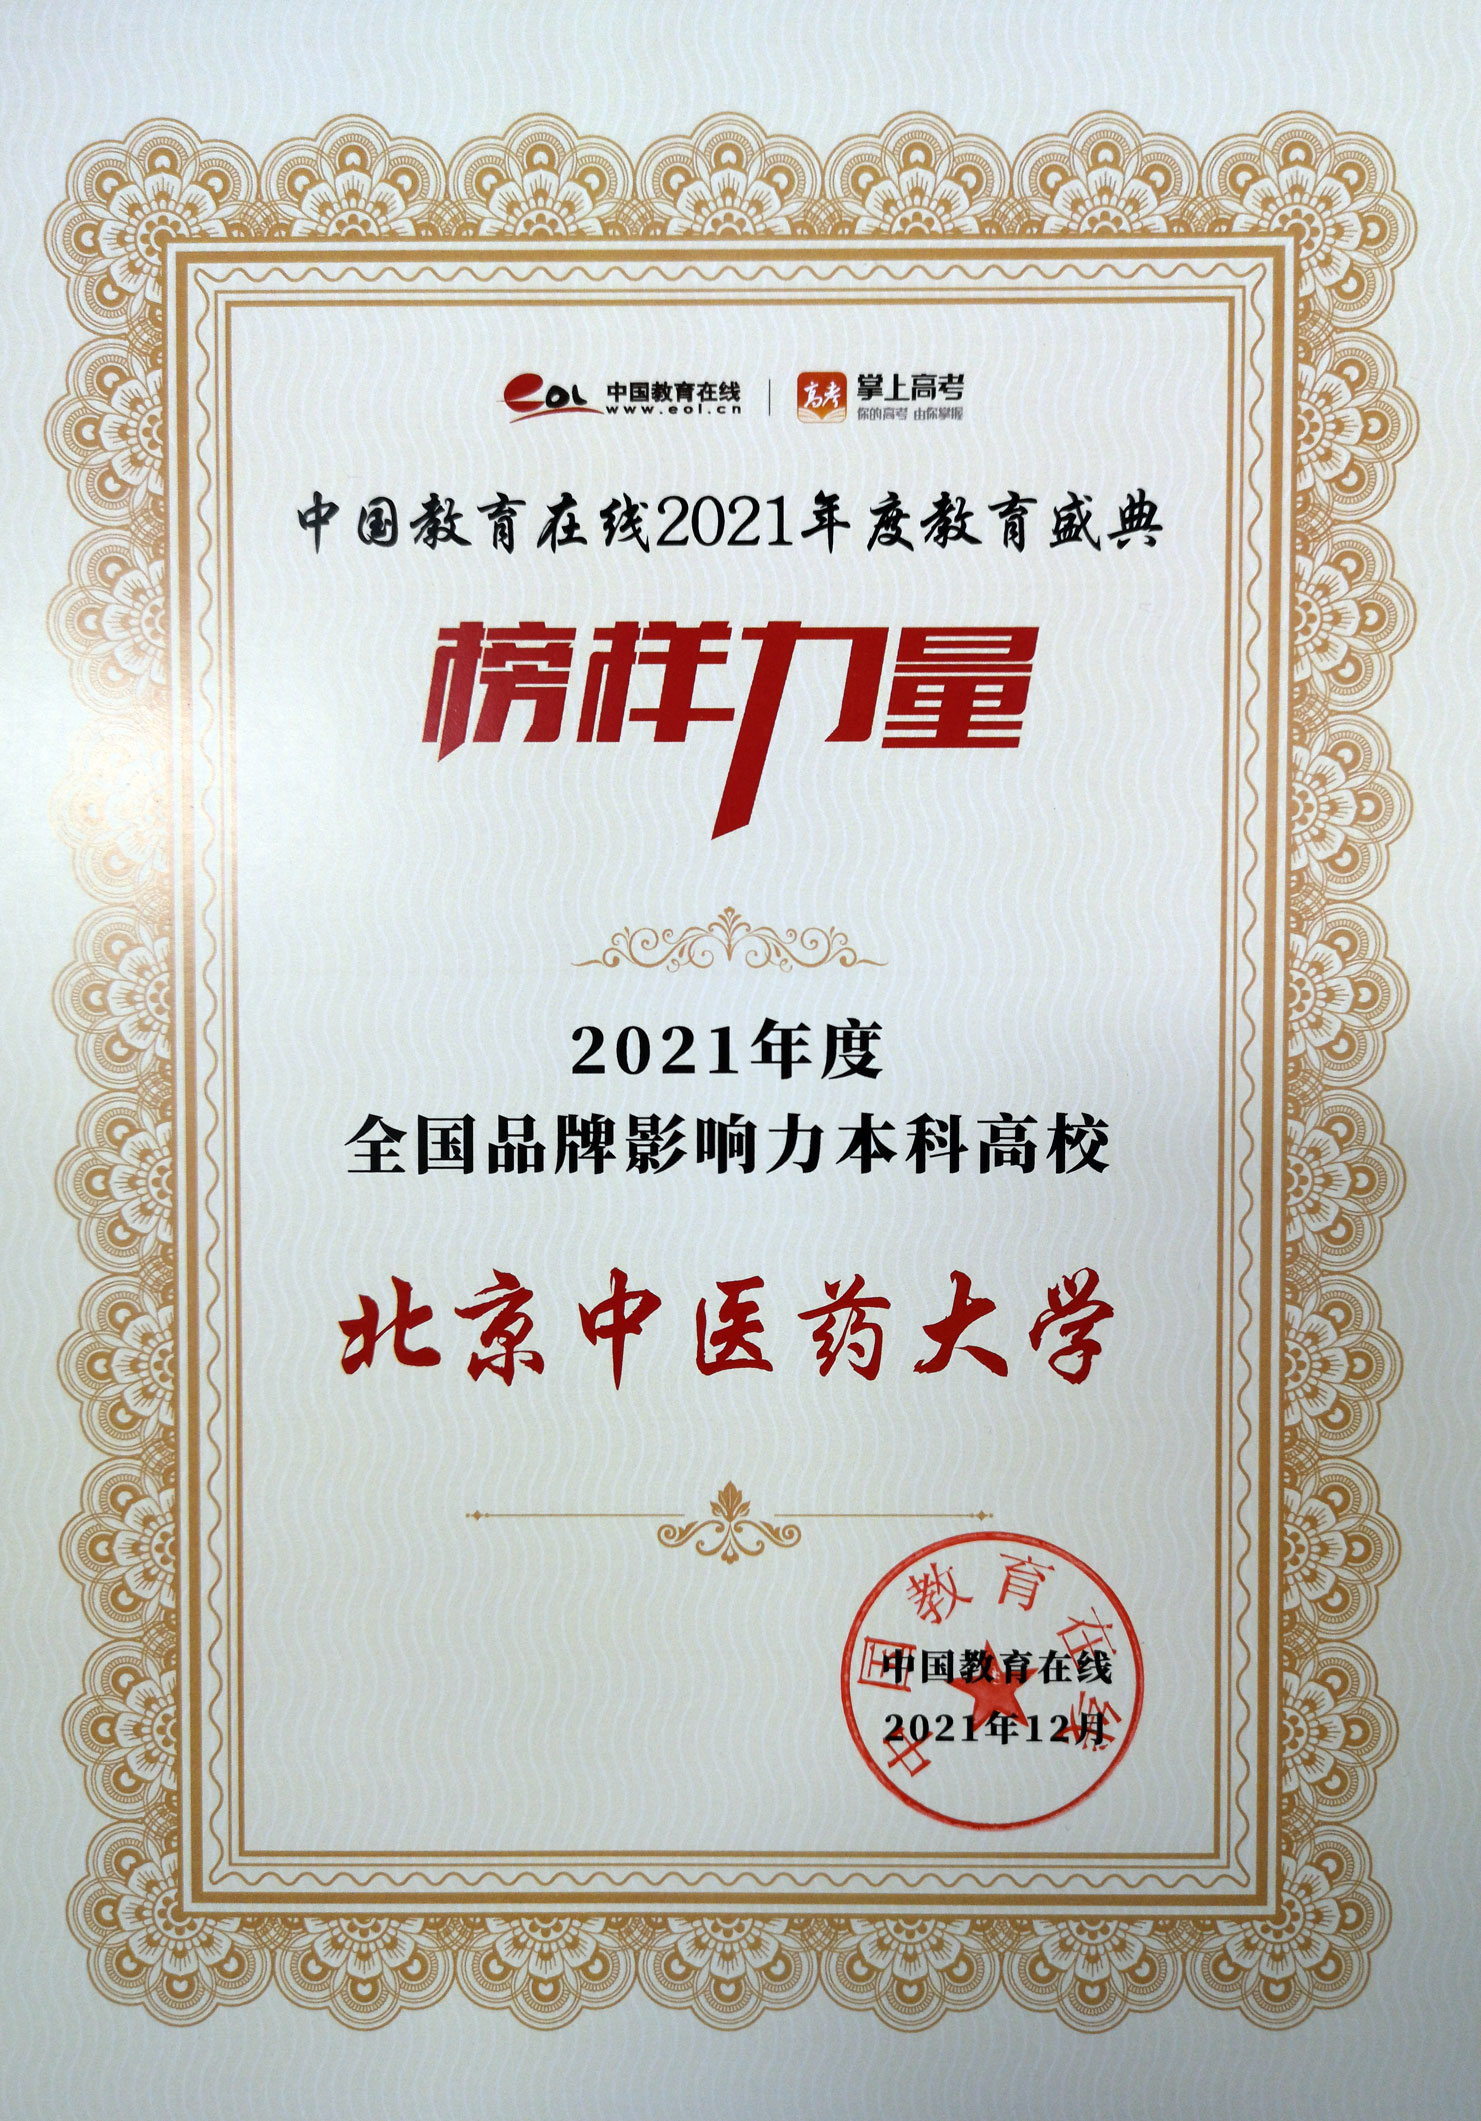 eOL 中国教育在线 高考 掌上高考
www.eol.cn 你的高考 由你掌握
中国教育在线2021年度教育盛典
榜样力量
2021年度
全国品牌影响力本科高校
北京中医药大学
中国教育在线
中国教育在线
2021年12月